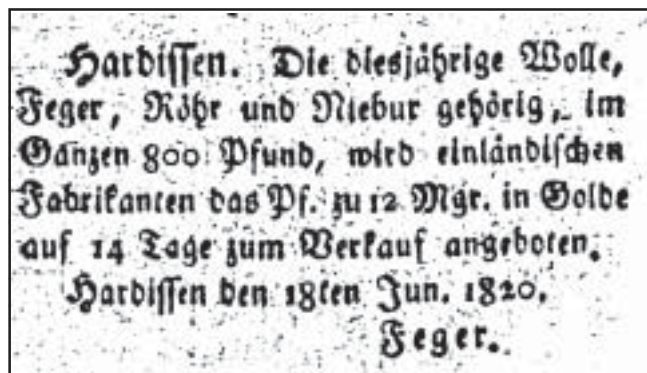 Hardissen. Die diesjährige Wolle,
Feger, Röhr und Niebur gehörig, im
Ganzen 800 Pfund, wird einländischen
Fabrikanten das Pf. zu 12 Mgr. in Golde
auf 14 Tage zum Verkauf angeboten.
Hardissen den 18ten Jun. 1820.
Feger.